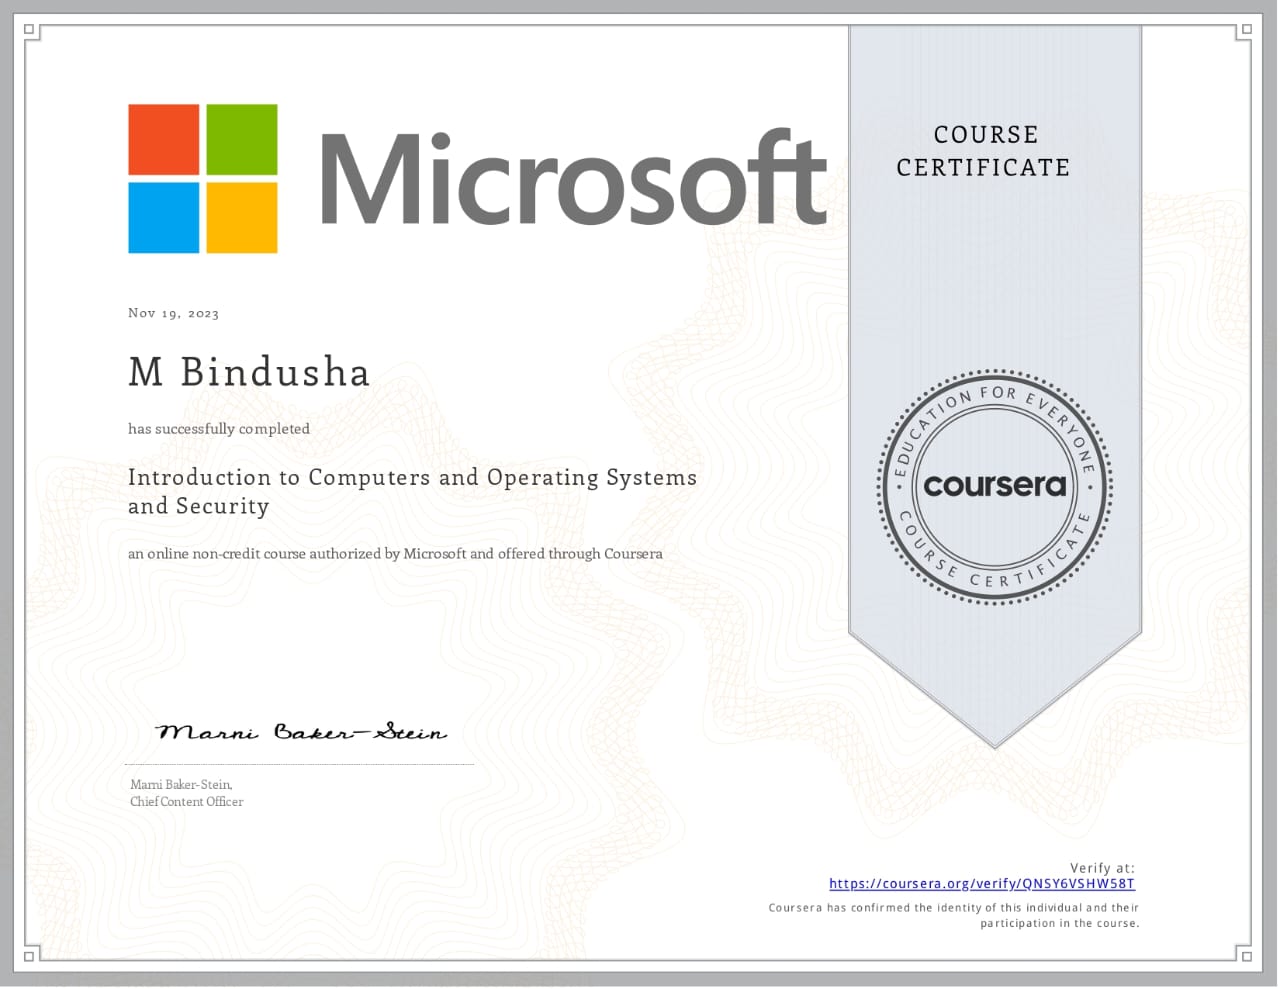 Microsoft
COURSE
CERTIFICATE
Nov 19, 2023
M Bindusha
has successfully completed
Introduction to Computers and Operating Systems
and Security
an online non-credit course authorized by Microsoft and offered through Coursera
EDUCATION FOR EVERYONE
coursera
COURSE CERTIFICATE
Marni Baker-Stein
Marni Baker-Stein,
Chief Content Officer
Verify at:
https://coursera.org/verify/QNSY6VSHW58T
Coursera has confirmed the identity of this individual and their
participation in the course.